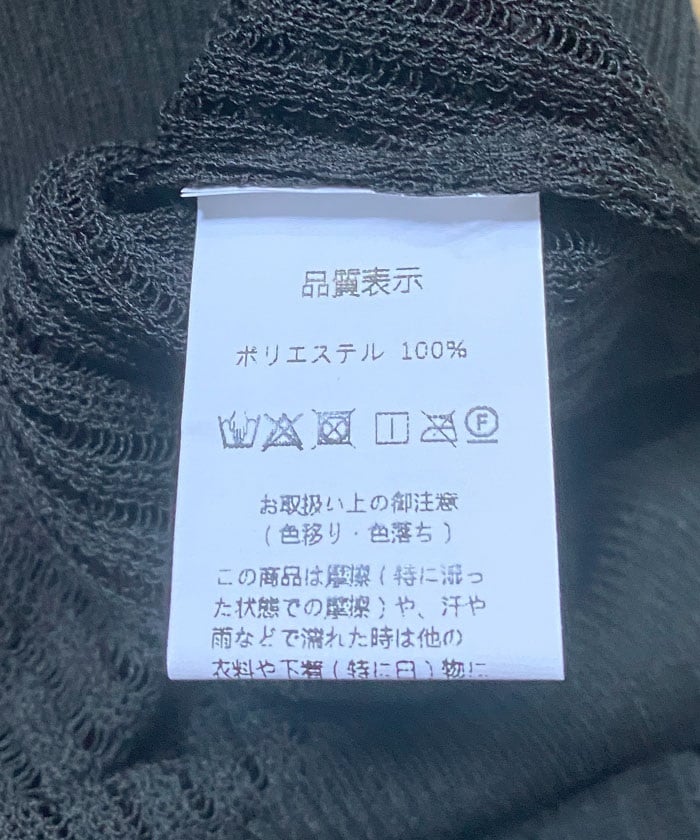 品質表示
ポリエステル 100%
F
お取扱い上の御注意
(色移り・色落ち)
この商品は摩擦(特に湿っ
た状態での摩擦)や、汗や
雨などで濡れた時は他の
衣料や下着(特に白)物に